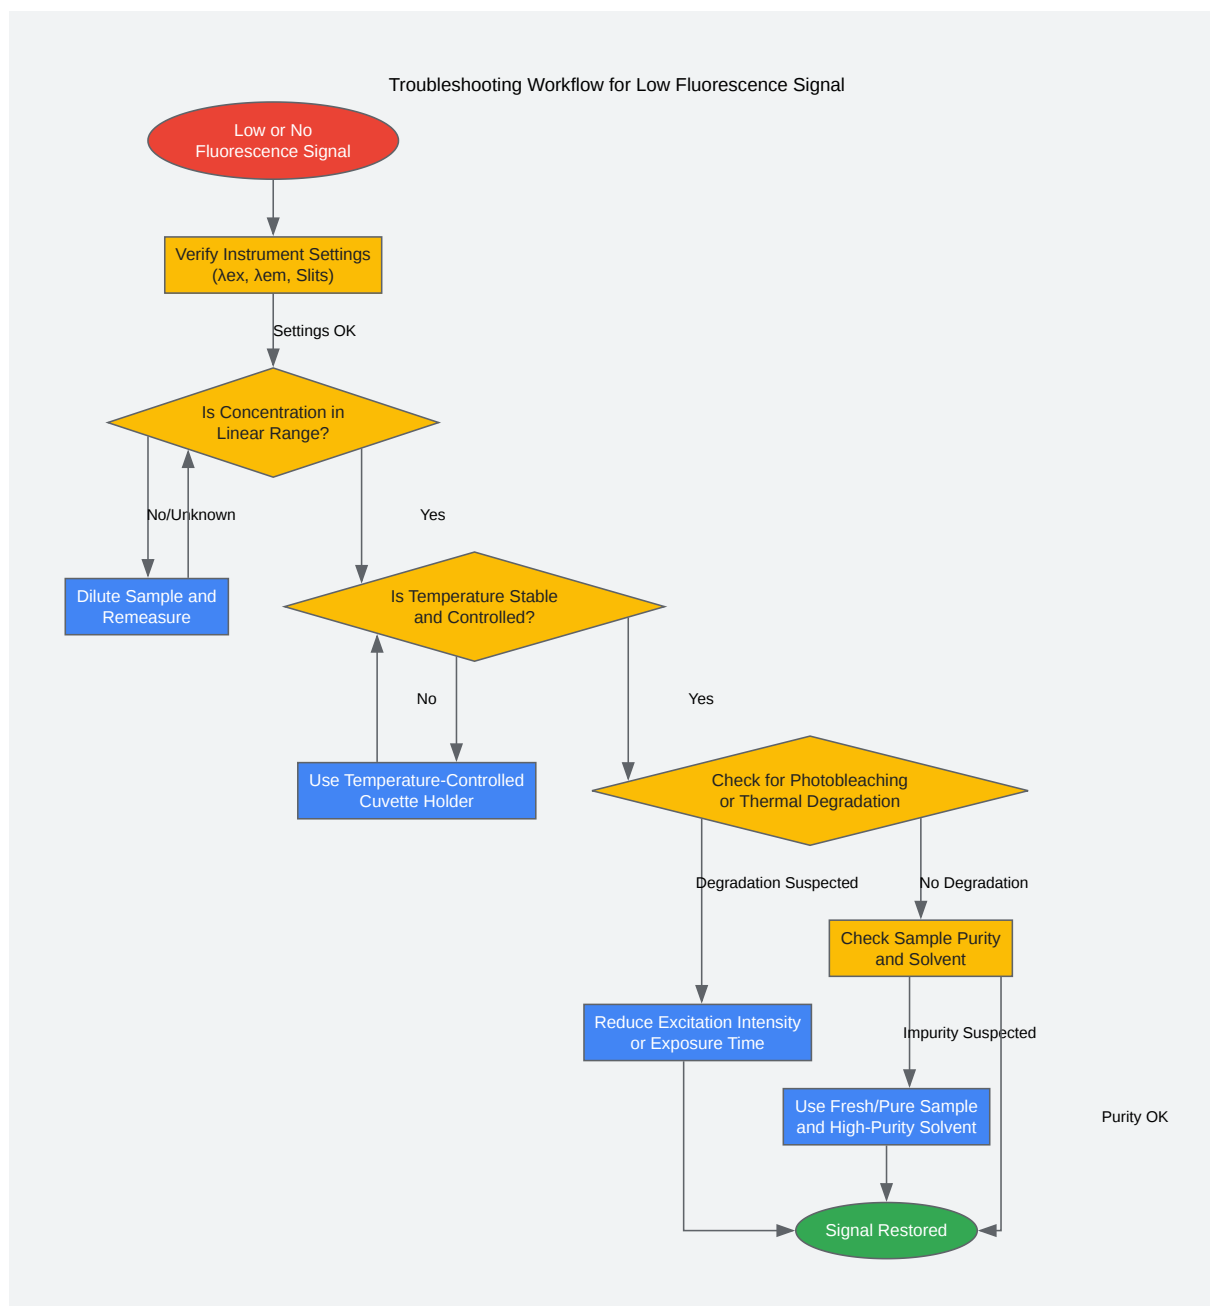 Troubleshooting Workflow for Low Fluorescence Signal
Low or No
Fluorescence Signal
Verify Instrument Settings
(λex, λem, Slits)
Settings OK
Is Concentration in
Linear Range?
No/Unknown
Yes
Dilute Sample and
Remeasure
Is Temperature Stable
and Controlled?
No
Yes
Use Temperature-Controlled
Cuvette Holder
Check for Photobleaching
or Thermal Degradation
Degradation Suspected
No Degradation
Check Sample Purity
and Solvent
Reduce Excitation Intensity
or Exposure Time
Impurity Suspected
Use Fresh/Pure Sample
and High-Purity Solvent
Purity OK
Signal Restored